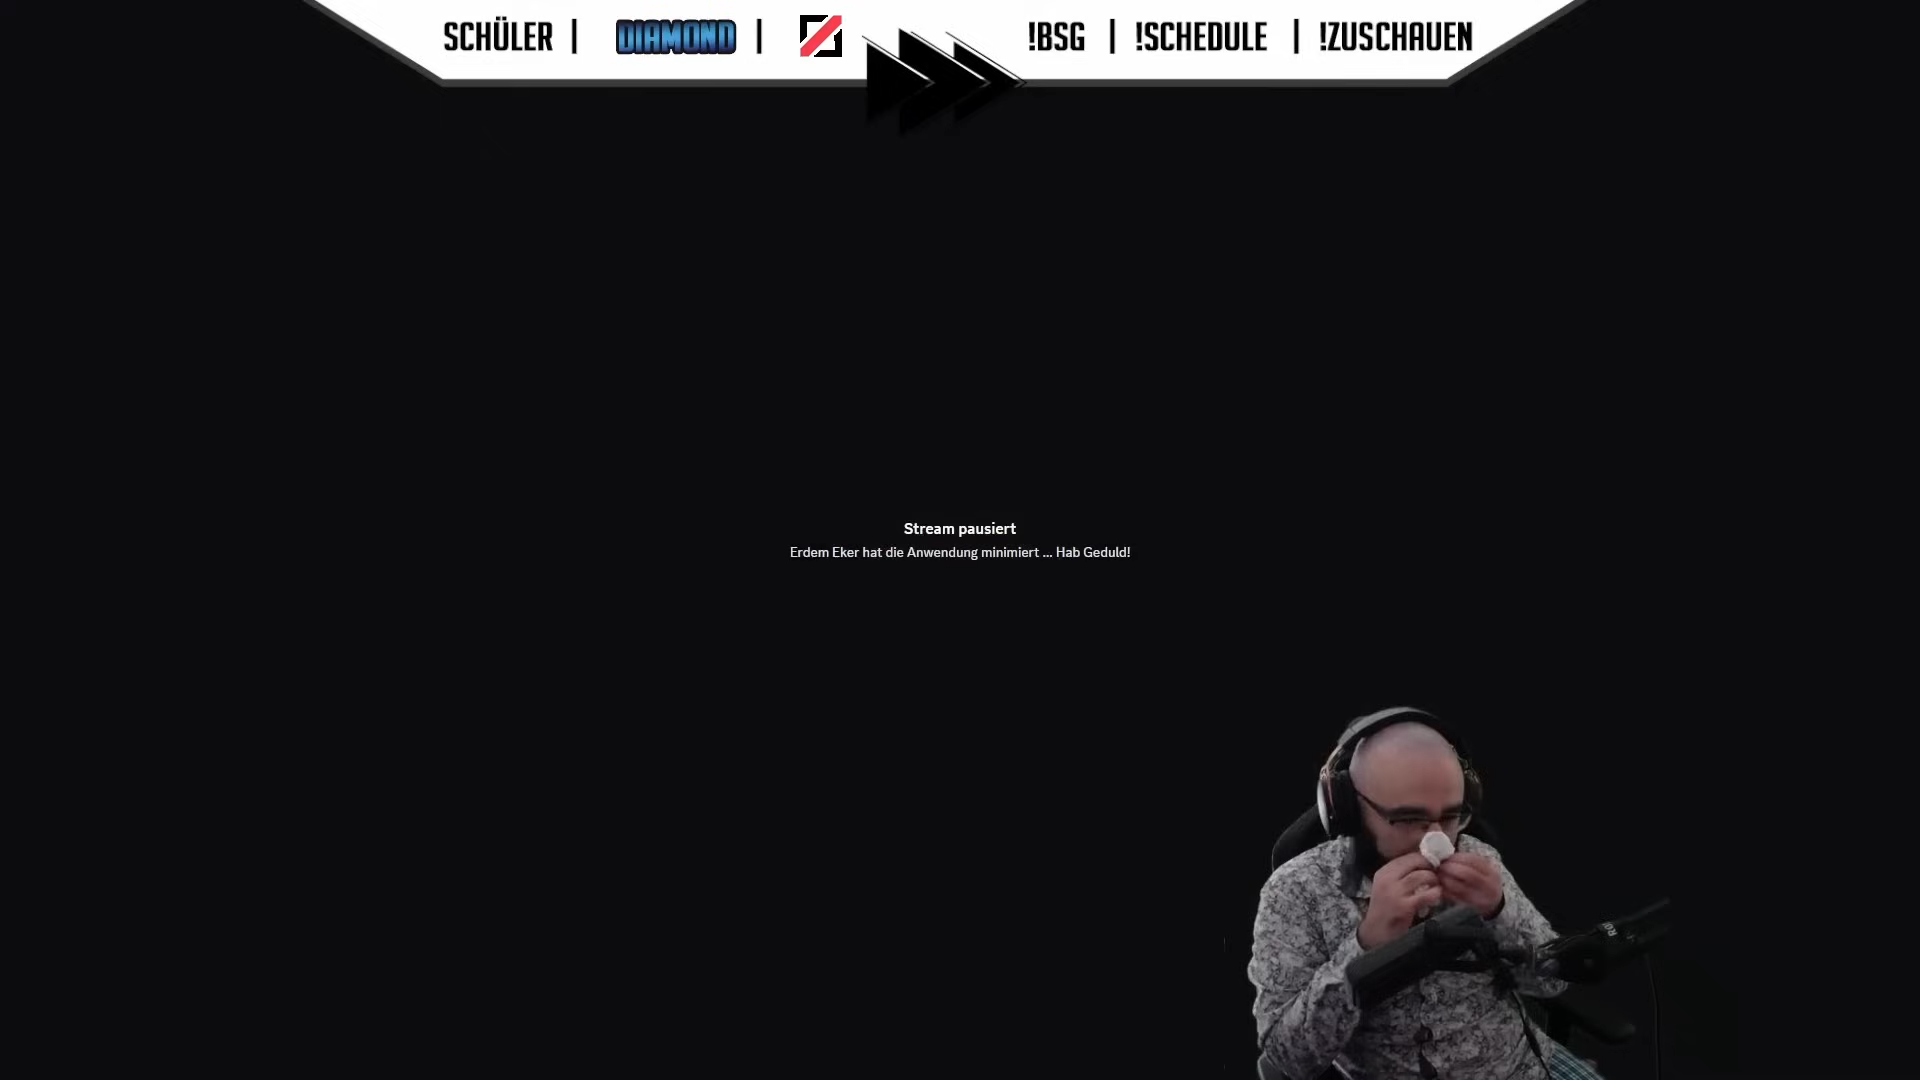 SCHÜLER | DIAMOND | !BSG | !SCHEDULE | !ZUSCHAUEN
Stream pausiert
Erdem Eker hat die Anwendung minimiert ... Hab Geduld!